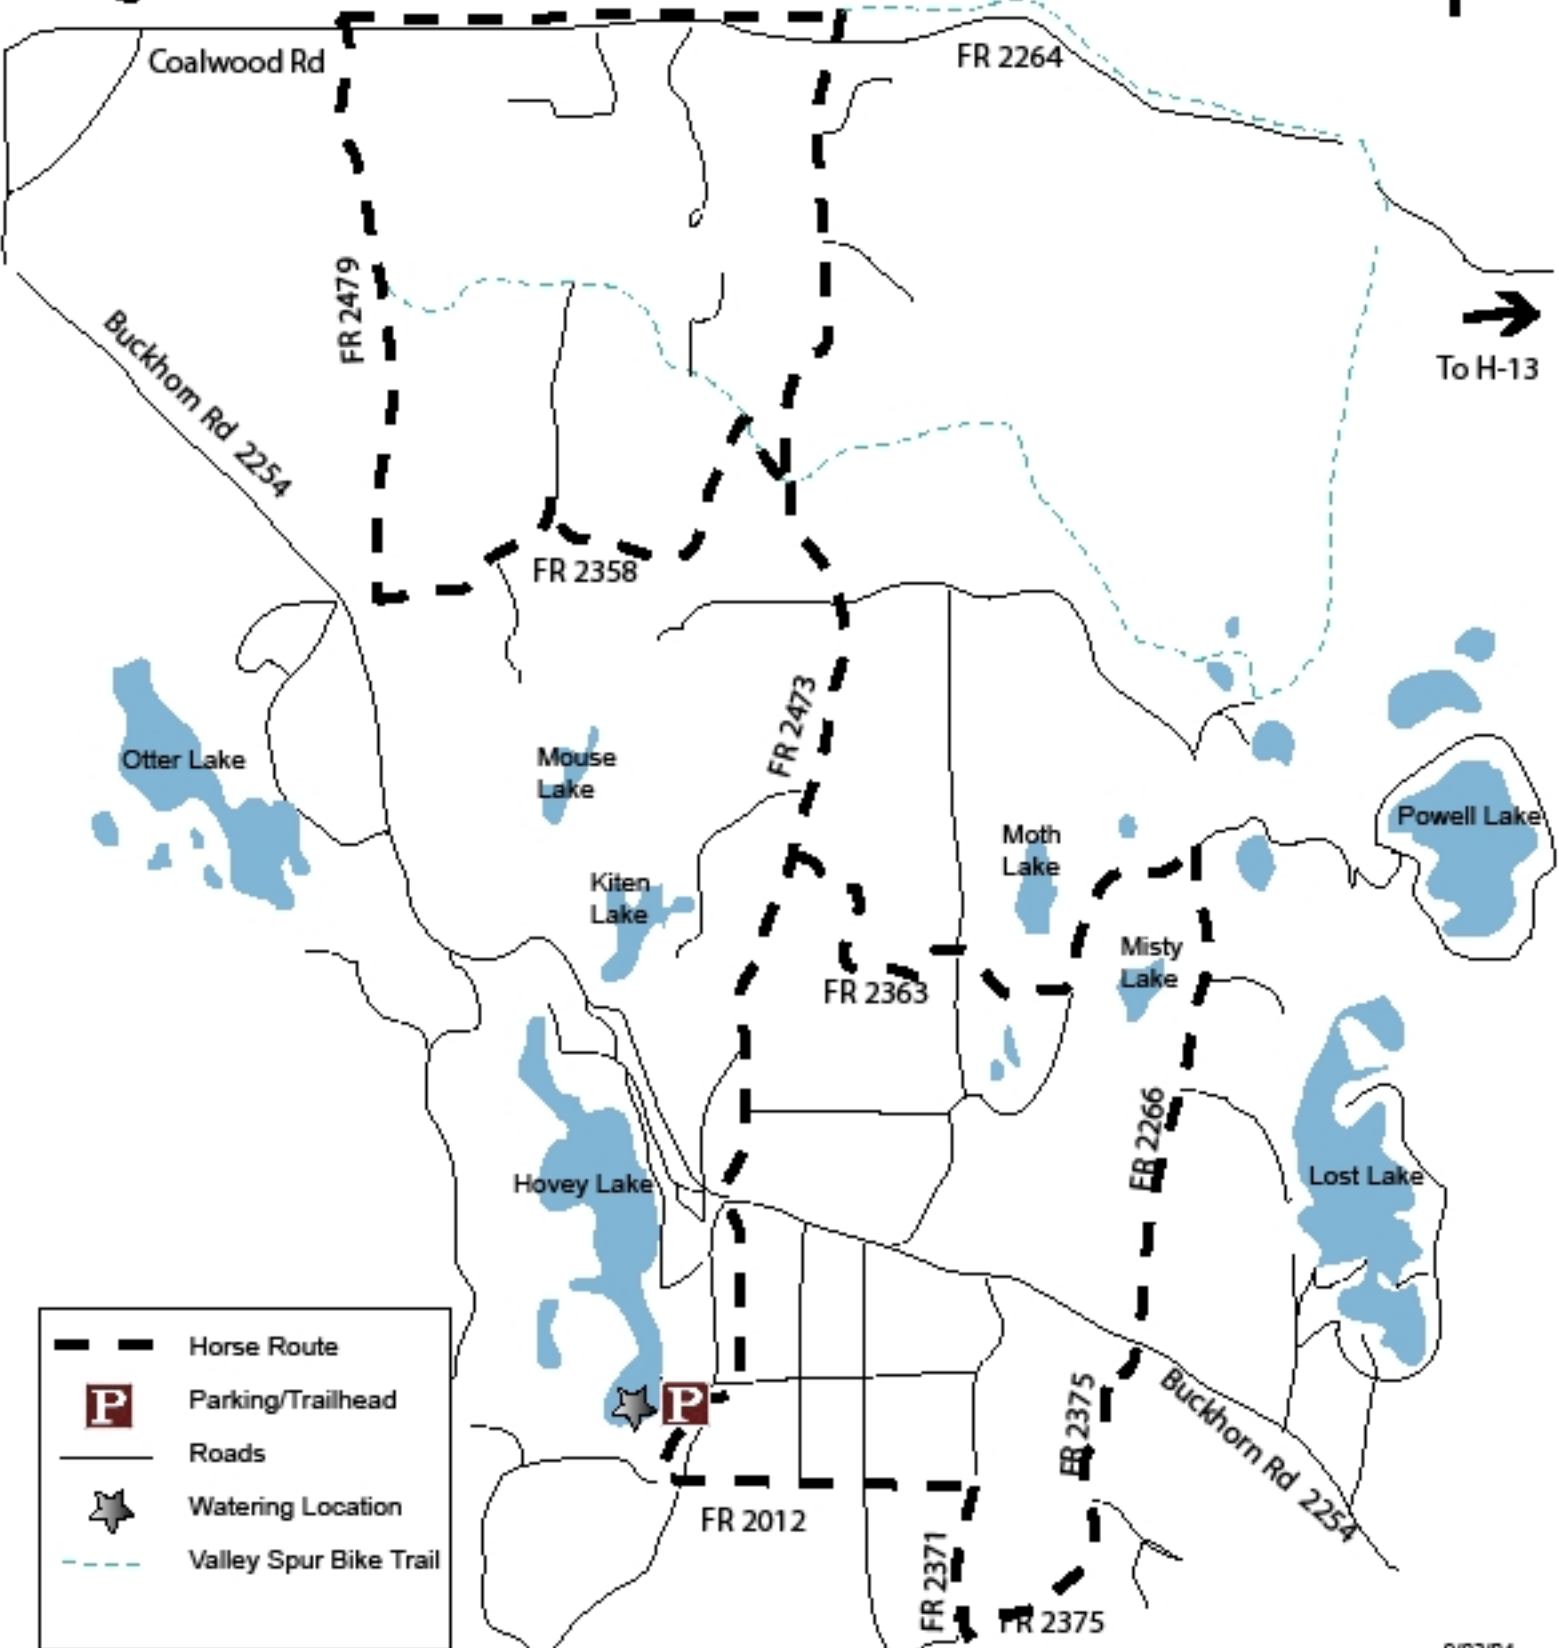 Coalwood Rd
FR 2264
FR 2479
Buckhorn Rd 2254
To H-13
FR 2358
FR 2473
Otter Lake
Mouse
Lake
Powell Lake
Moth
Lake
Kiten
Lake
Misty
Lake
FR 2363
FR 2266
Hovey Lake
Lost Lake
FR 2375
Buckhorn Rd 2254
P
FR 2012
FR 2371
FR 2375
Horse Route
P Parking/Trailhead
Roads
Watering Location
Valley Spur Bike Trail